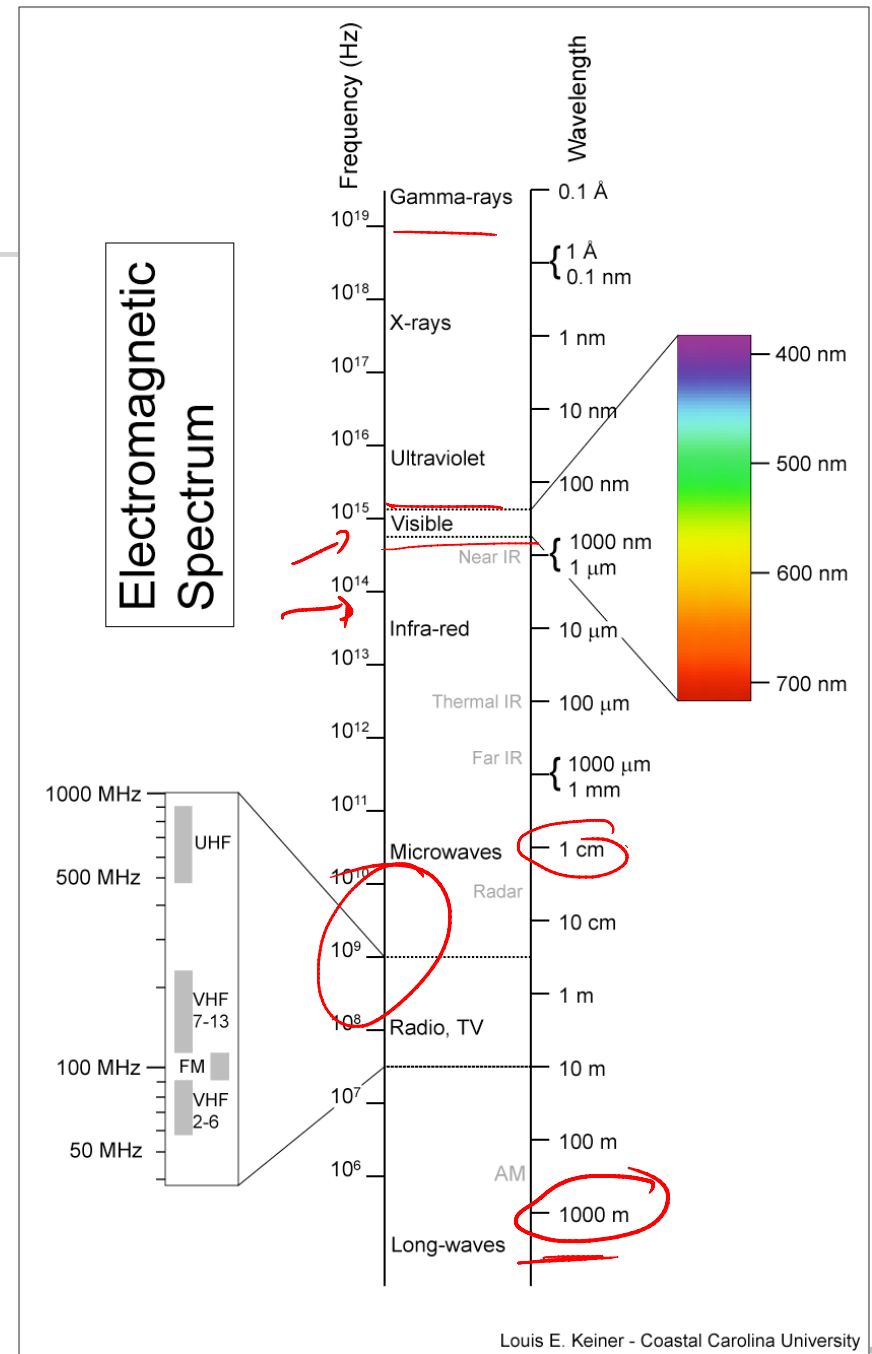 Electromagnetic
Spectrum
Frequency (Hz)
Wavelength
Gamma-rays
X-rays
Ultraviolet
Visible
Near IR
Infra-red
Thermal IR
Far IR
Microwaves
Radar
Radio, TV
AM
Long-waves
10¹⁹
10¹⁸
10¹⁷
10¹⁶
10¹⁵
10¹⁴
10¹³
10¹²
10¹¹
10¹⁰
10⁹
10⁸
10⁷
10⁶
0.1 Å
1 Å
0.1 nm
1 nm
10 nm
100 nm
1000 nm
1 μm
10 μm
100 μm
1000 μm
1 mm
1 cm
10 cm
1 m
10 m
100 m
1000 m
400 nm
500 nm
600 nm
700 nm
1000 MHz
500 MHz
100 MHz
50 MHz
UHF
VHF
7-13
FM
VHF
2-6
Louis E. Keiner - Coastal Carolina University